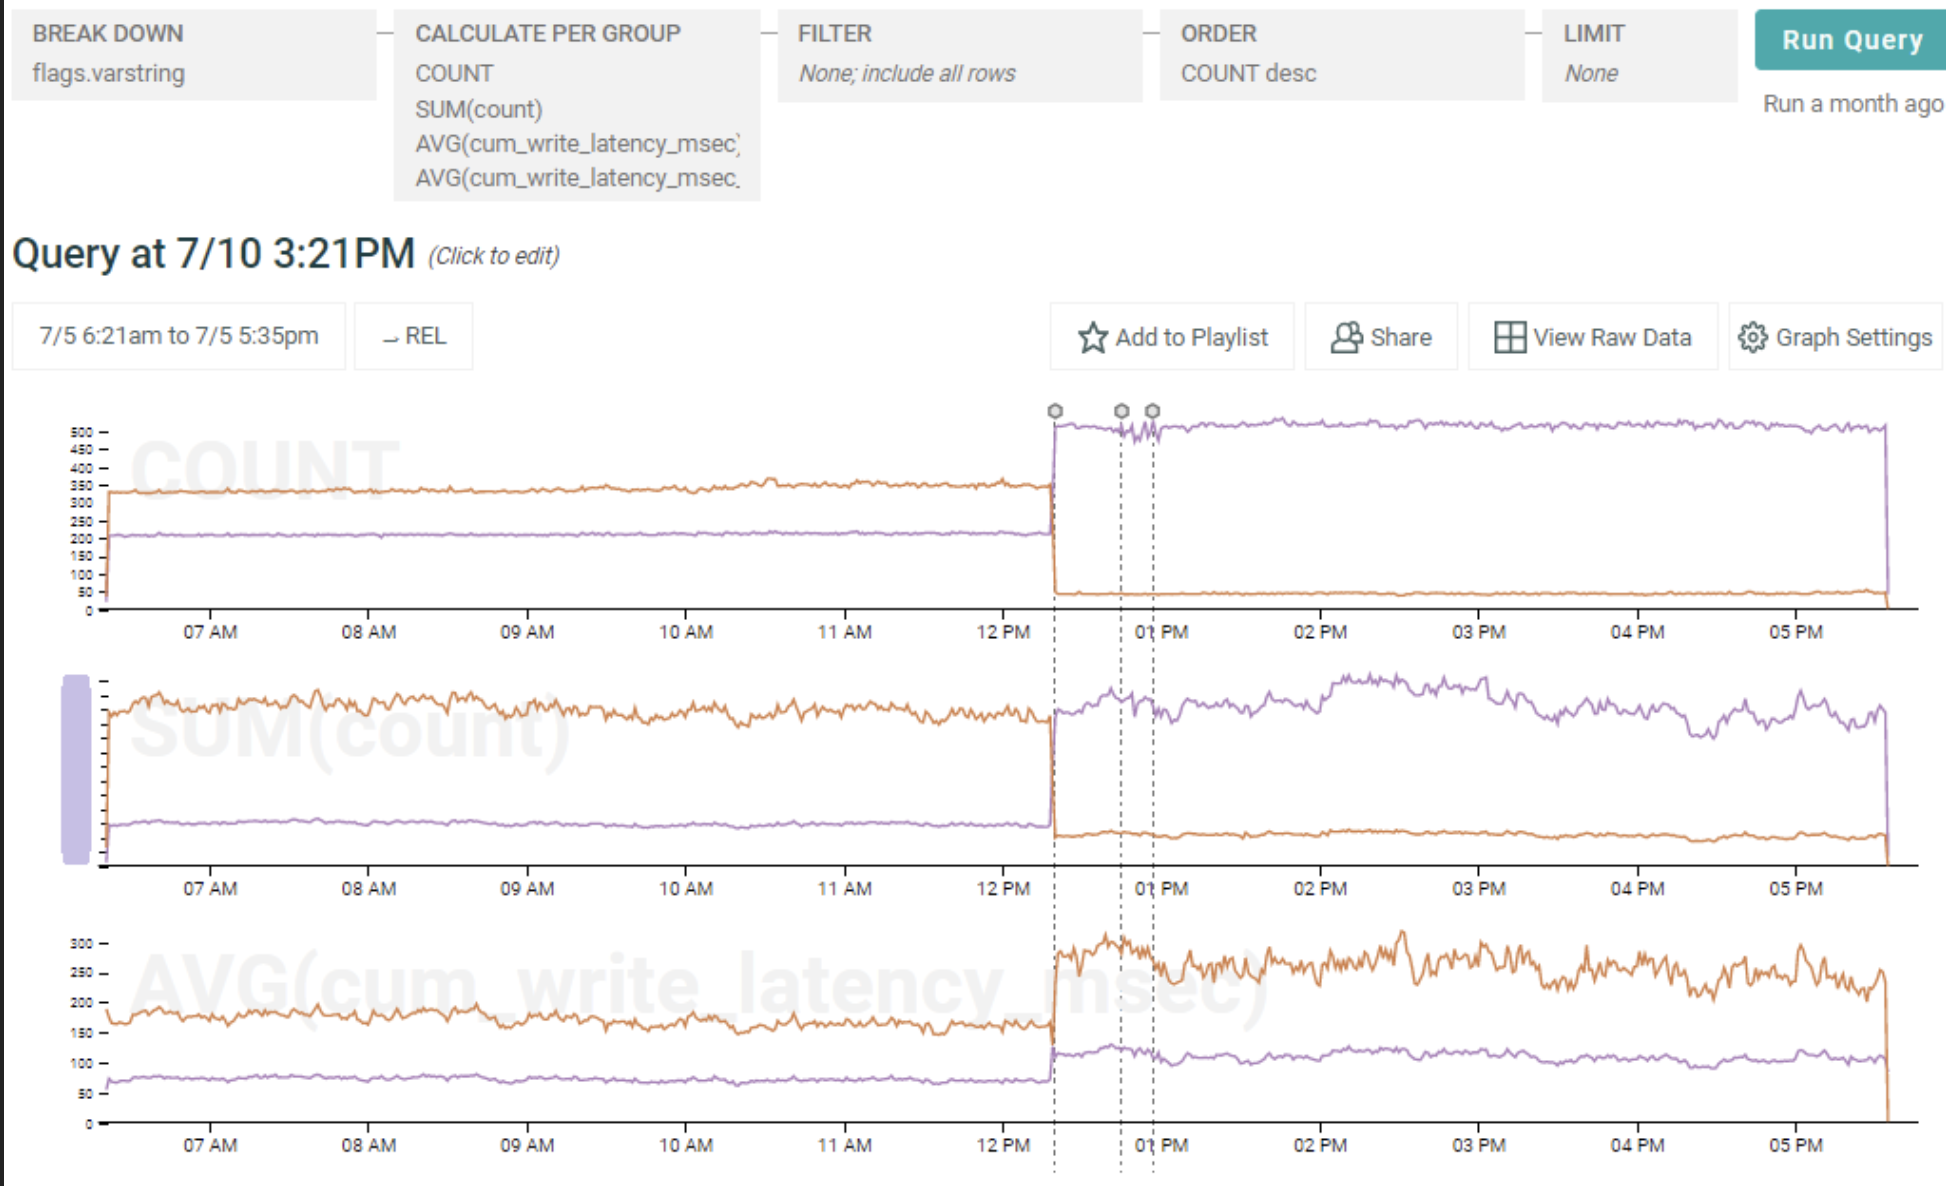 BREAK DOWN
flags.varstring
CALCULATE PER GROUP
COUNT
SUM(count)
AVG(cum_write_latency_msec)
AVG(cum_write_latency_msec_
FILTER
None; include all rows
ORDER
COUNT desc
LIMIT
None
Run Query
Run a month ago
Query at 7/10 3:21PM (Click to edit)
7/5 6:21am to 7/5 5:35pm
REL
Add to Playlist
Share
View Raw Data
Graph Settings
COUNT
500
450
400
350
300
250
200
150
100
50
0
07 AM 08 AM 09 AM 10 AM 11 AM 12 PM 01 PM 02 PM 03 PM 04 PM 05 PM
SUM(count)
07 AM 08 AM 09 AM 10 AM 11 AM 12 PM 01 PM 02 PM 03 PM 04 PM 05 PM
AVG(cum_write_latency_msec)
300
250
200
150
100
50
0
07 AM 08 AM 09 AM 10 AM 11 AM 12 PM 01 PM 02 PM 03 PM 04 PM 05 PM